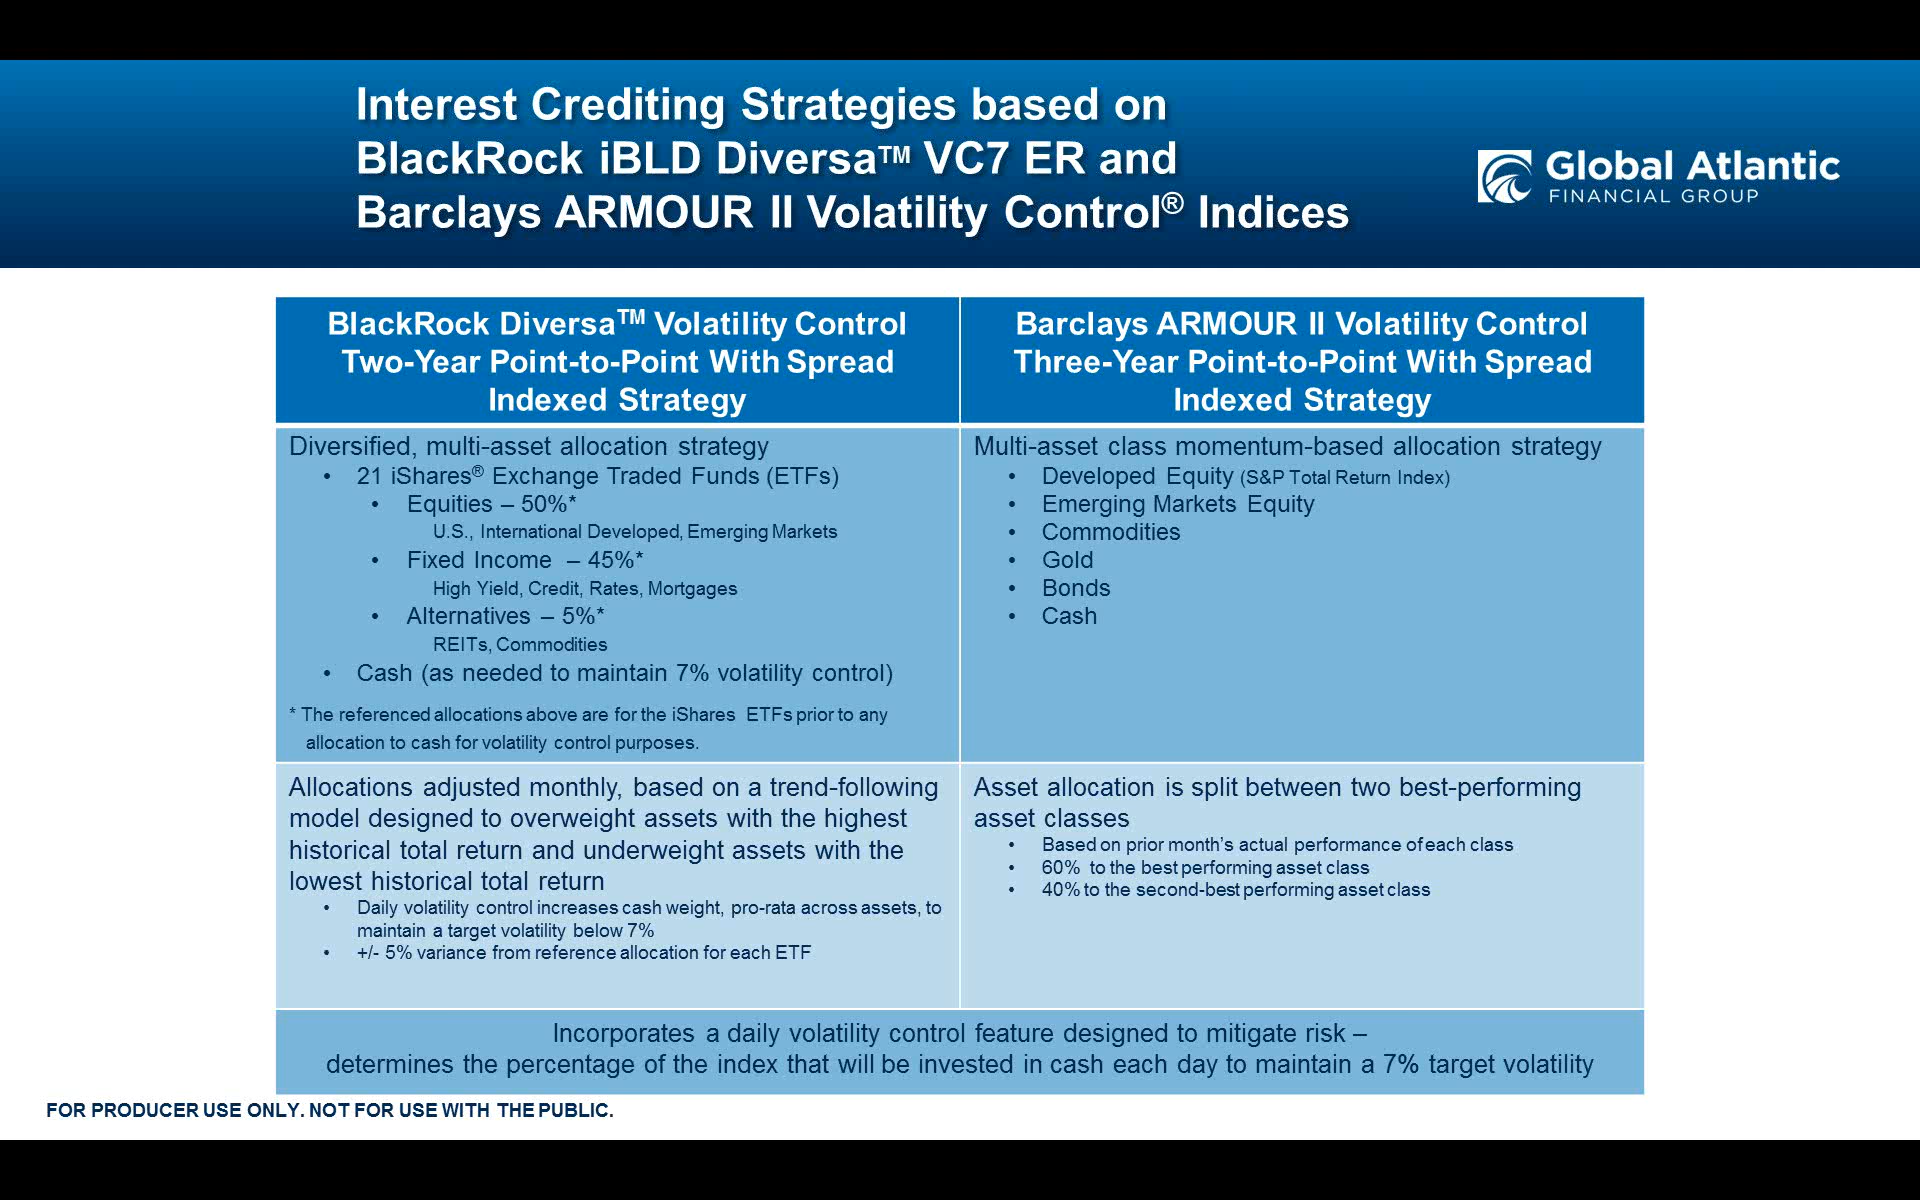 Interest Crediting Strategies based on
BlackRock iBLD Diversa™ VC7 ER and
Barclays ARMOUR II Volatility Control® Indices
Global Atlantic
FINANCIAL GROUP
BlackRock Diversa™ Volatility Control
Two-Year Point-to-Point With Spread
Indexed Strategy
Barclays ARMOUR II Volatility Control
Three-Year Point-to-Point With Spread
Indexed Strategy
Diversified, multi-asset allocation strategy
• 21 iShares® Exchange Traded Funds (ETFs)
• Equities – 50%*
U.S., International Developed, Emerging Markets
• Fixed Income – 45%*
High Yield, Credit, Rates, Mortgages
• Alternatives – 5%*
REITs, Commodities
• Cash (as needed to maintain 7% volatility control)
* The referenced allocations above are for the iShares ETFs prior to any
allocation to cash for volatility control purposes.
Multi-asset class momentum-based allocation strategy
• Developed Equity (S&P Total Return Index)
• Emerging Markets Equity
• Commodities
• Gold
• Bonds
• Cash
Allocations adjusted monthly, based on a trend-following
model designed to overweight assets with the highest
historical total return and underweight assets with the
lowest historical total return
• Daily volatility control increases cash weight, pro-rata across assets, to
maintain a target volatility below 7%
• +/- 5% variance from reference allocation for each ETF
Asset allocation is split between two best-performing
asset classes
• Based on prior month's actual performance of each class
• 60% to the best performing asset class
• 40% to the second-best performing asset class
Incorporates a daily volatility control feature designed to mitigate risk –
determines the percentage of the index that will be invested in cash each day to maintain a 7% target volatility
FOR PRODUCER USE ONLY. NOT FOR USE WITH THE PUBLIC.